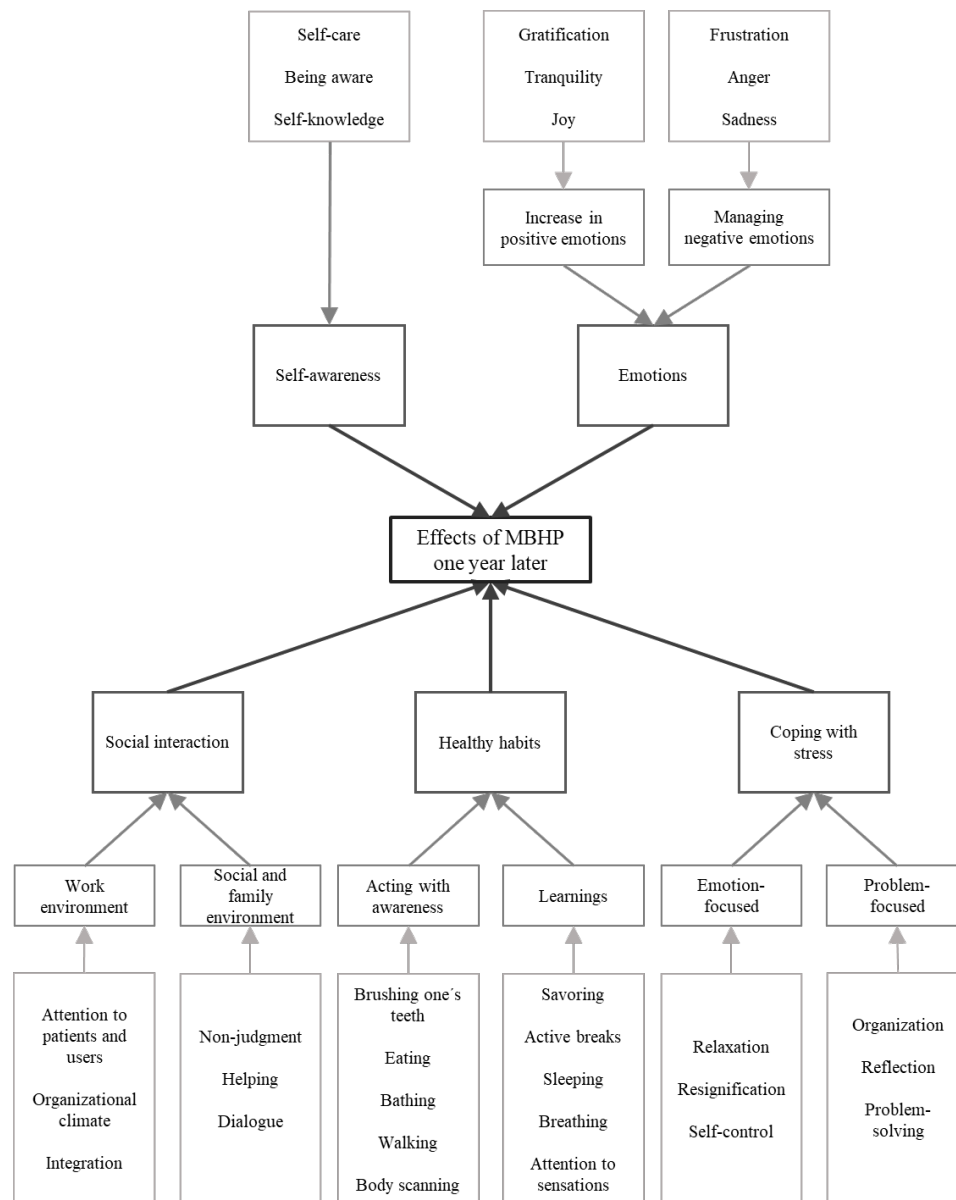 Self-care
Being aware
Self-knowledge
Gratification
Tranquility
Joy
Frustration
Anger
Sadness
Increase in
positive emotions
Managing
negative emotions
Self-awareness
Emotions
Effects of MBHP
one year later
Social interaction
Healthy habits
Coping with
stress
Work
environment
Social and
family
environment
Acting with
awareness
Learnings
Emotion-
focused
Problem-
focused
Attention to
patients and
users
Organizational
climate
Integration
Non-judgment
Helping
Dialogue
Brushing one´s
teeth
Eating
Bathing
Walking
Body scanning
Savoring
Active breaks
Sleeping
Breathing
Attention to
sensations
Relaxation
Resignification
Self-control
Organization
Reflection
Problem-
solving